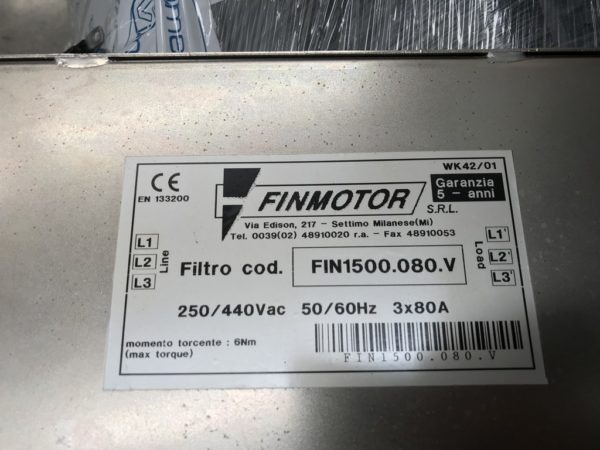 WK42/01
CE
EN 133200
FINMOTOR S.R.L.
Garanzia
5 - anni
Via Edison, 217 - Settimo Milanese(Mi)
Tel. 0039(02) 48910020 r.a. - Fax 48910053
L1
L2
L3
Line
Filtro cod. FIN1500.080.V
Load
L1'
L2'
L3'
250/440Vac 50/60Hz 3x80A
momento torcente : 6Nm
(max torque)
FIN1500.080.V